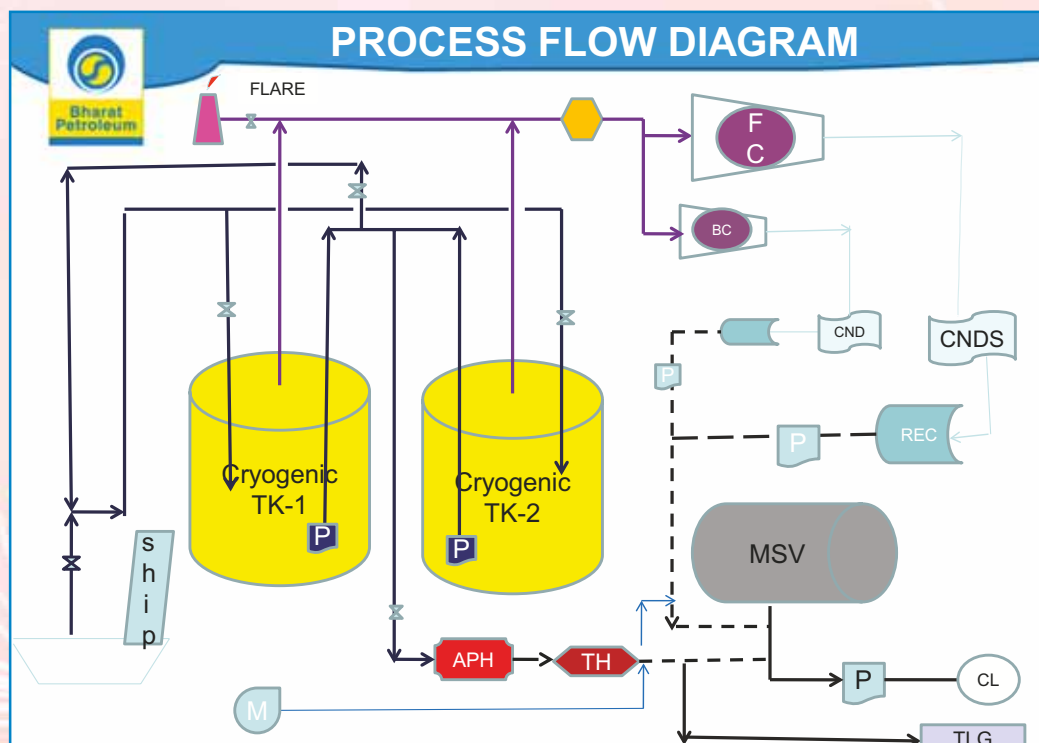 PROCESS FLOW DIAGRAM
Bharat
Petroleum
FLARE
F
C
BC
CND
CNDS
P
P
REC
Cryogenic
TK-1
Cryogenic
TK-2
P
P
s
h
i
p
MSV
APH
TH
P
CL
M
TLG